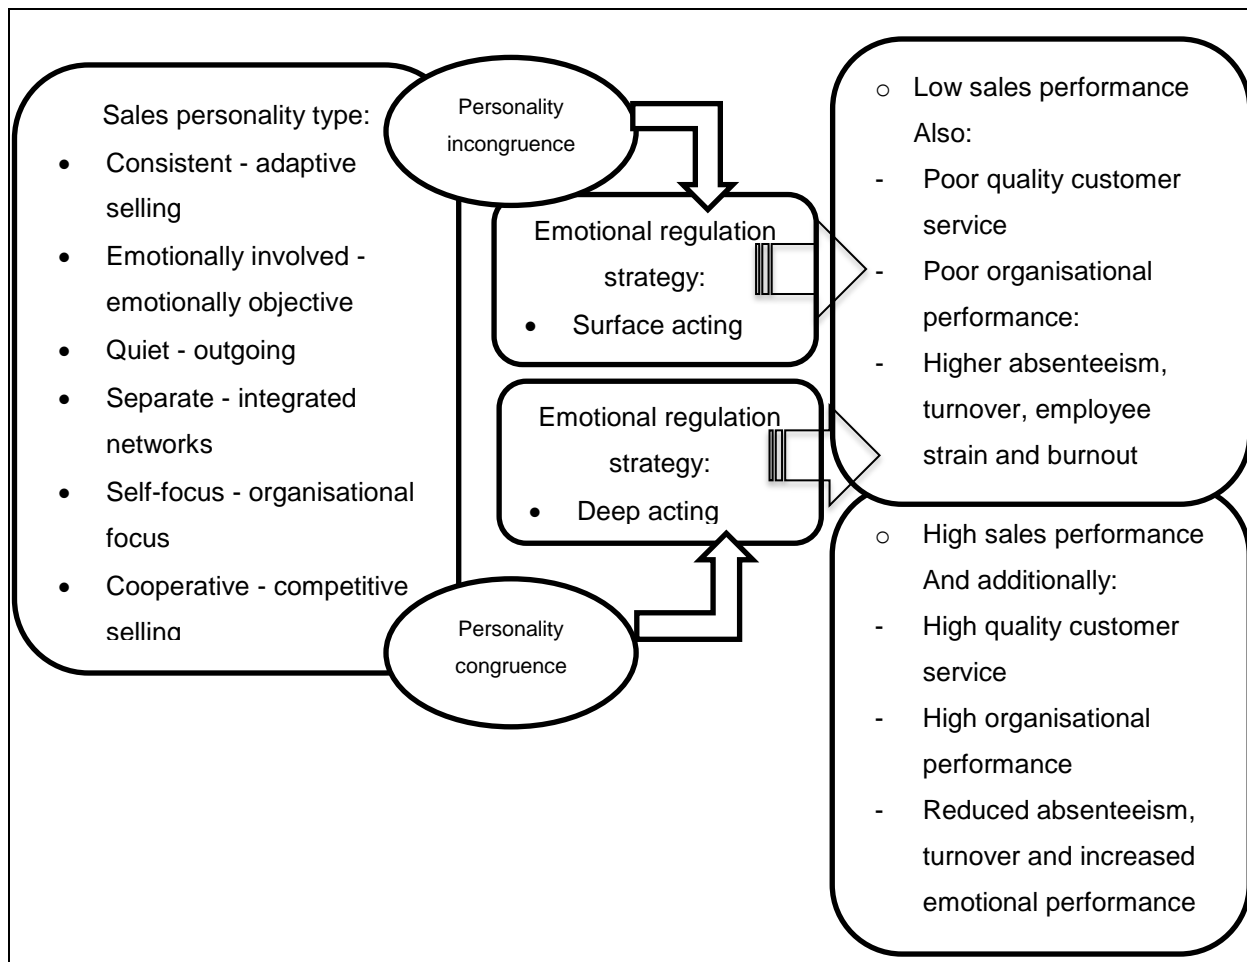 Sales personality type:
• Consistent - adaptive
selling
• Emotionally involved -
emotionally objective
• Quiet - outgoing
• Separate - integrated
networks
• Self-focus - organisational
focus
• Cooperative - competitive
selling
Personality
incongruence
Emotional regulation
strategy:
• Surface acting
Emotional regulation
strategy:
• Deep acting
Personality
congruence
○ Low sales performance
Also:
- Poor quality customer
service
- Poor organisational
performance:
- Higher absenteeism,
turnover, employee
strain and burnout
○ High sales performance
And additionally:
- High quality customer
service
- High organisational
performance
- Reduced absenteeism,
turnover and increased
emotional performance